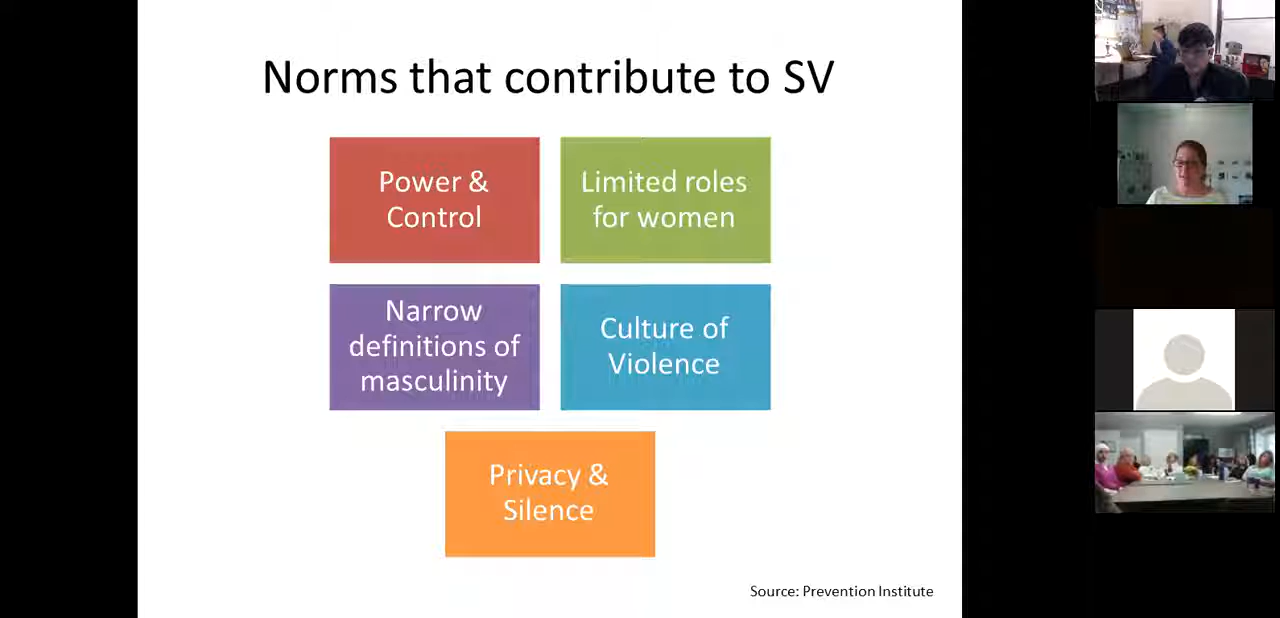 Norms that contribute to SV
Power &
Control
Limited roles
for women
Narrow
definitions of
masculinity
Culture of
Violence
Privacy &
Silence
Source: Prevention Institute